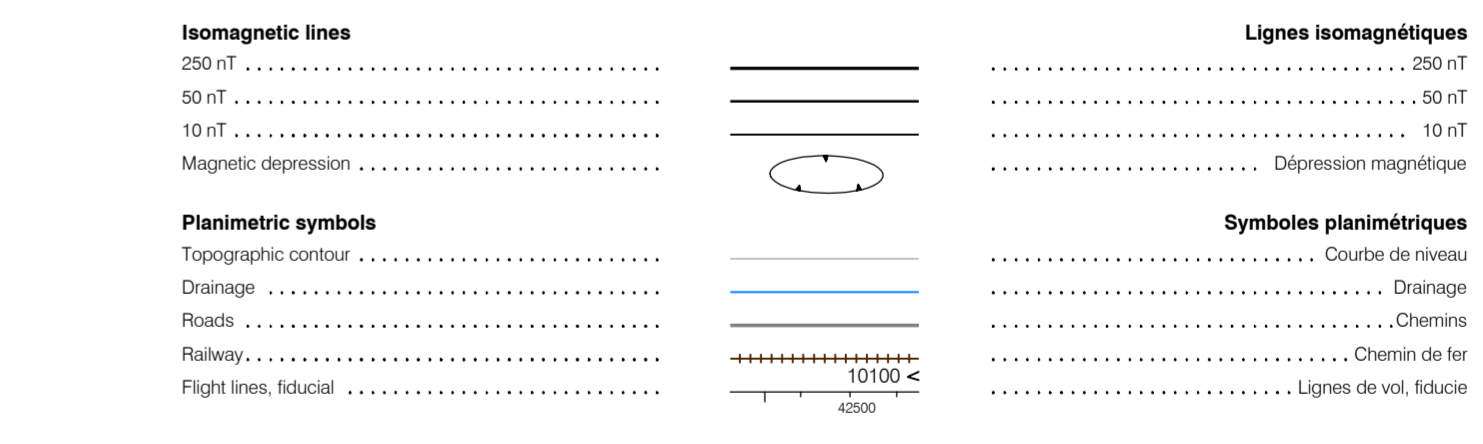 Isomagnetic lines Lignes isomagnétiques
250 nT 250 nT
50 nT 50 nT
10 nT 10 nT
Magnetic depression Dépression magnétique
Planimetric symbols Symboles planimétriques
Topographic contour Courbe de niveau
Drainage Drainage
Roads Chemins
Railway Chemin de fer
10100 <
Flight lines, fiducial Lignes de vol, fiducie
42500